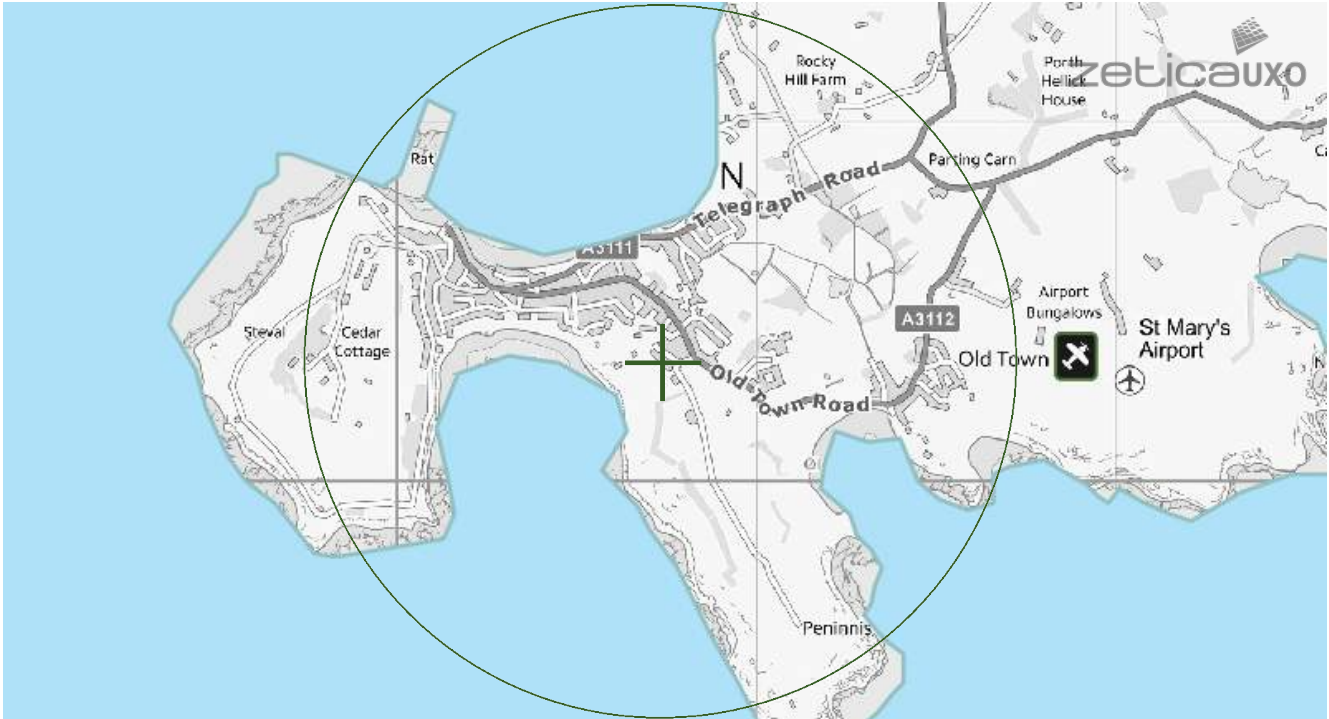 zeticauxo
Rocky
Hill Farm
Porth
Hellick
House
Rat
Parting Carn
N
Telegraph Road
A3111
Steval
Cedar
Cottage
A3112
Airport
Bungalows
St Mary's
Airport
Old Town
Old Town Road
Peninnis